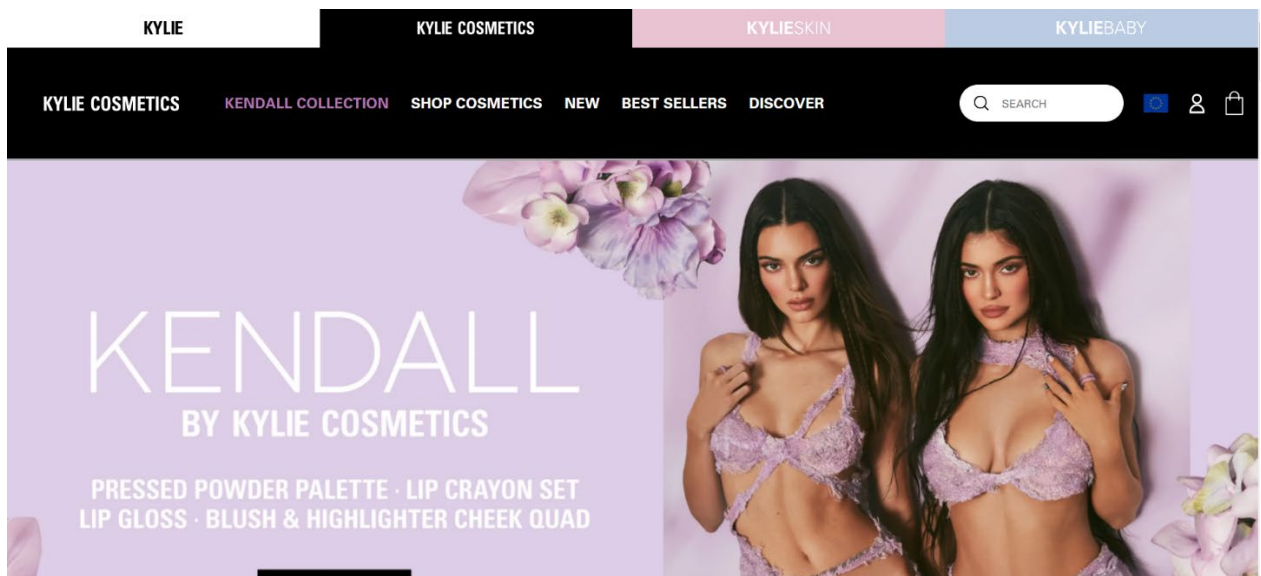 KYLIE KYLIE COSMETICS KYLIESKIN KYLIEBABY
KYLIE COSMETICS KENDALL COLLECTION SHOP COSMETICS NEW BEST SELLERS DISCOVER SEARCH
KENDALL
BY KYLIE COSMETICS
PRESSED POWDER PALETTE · LIP CRAYON SET
LIP GLOSS · BLUSH & HIGHLIGHTER CHEEK QUAD